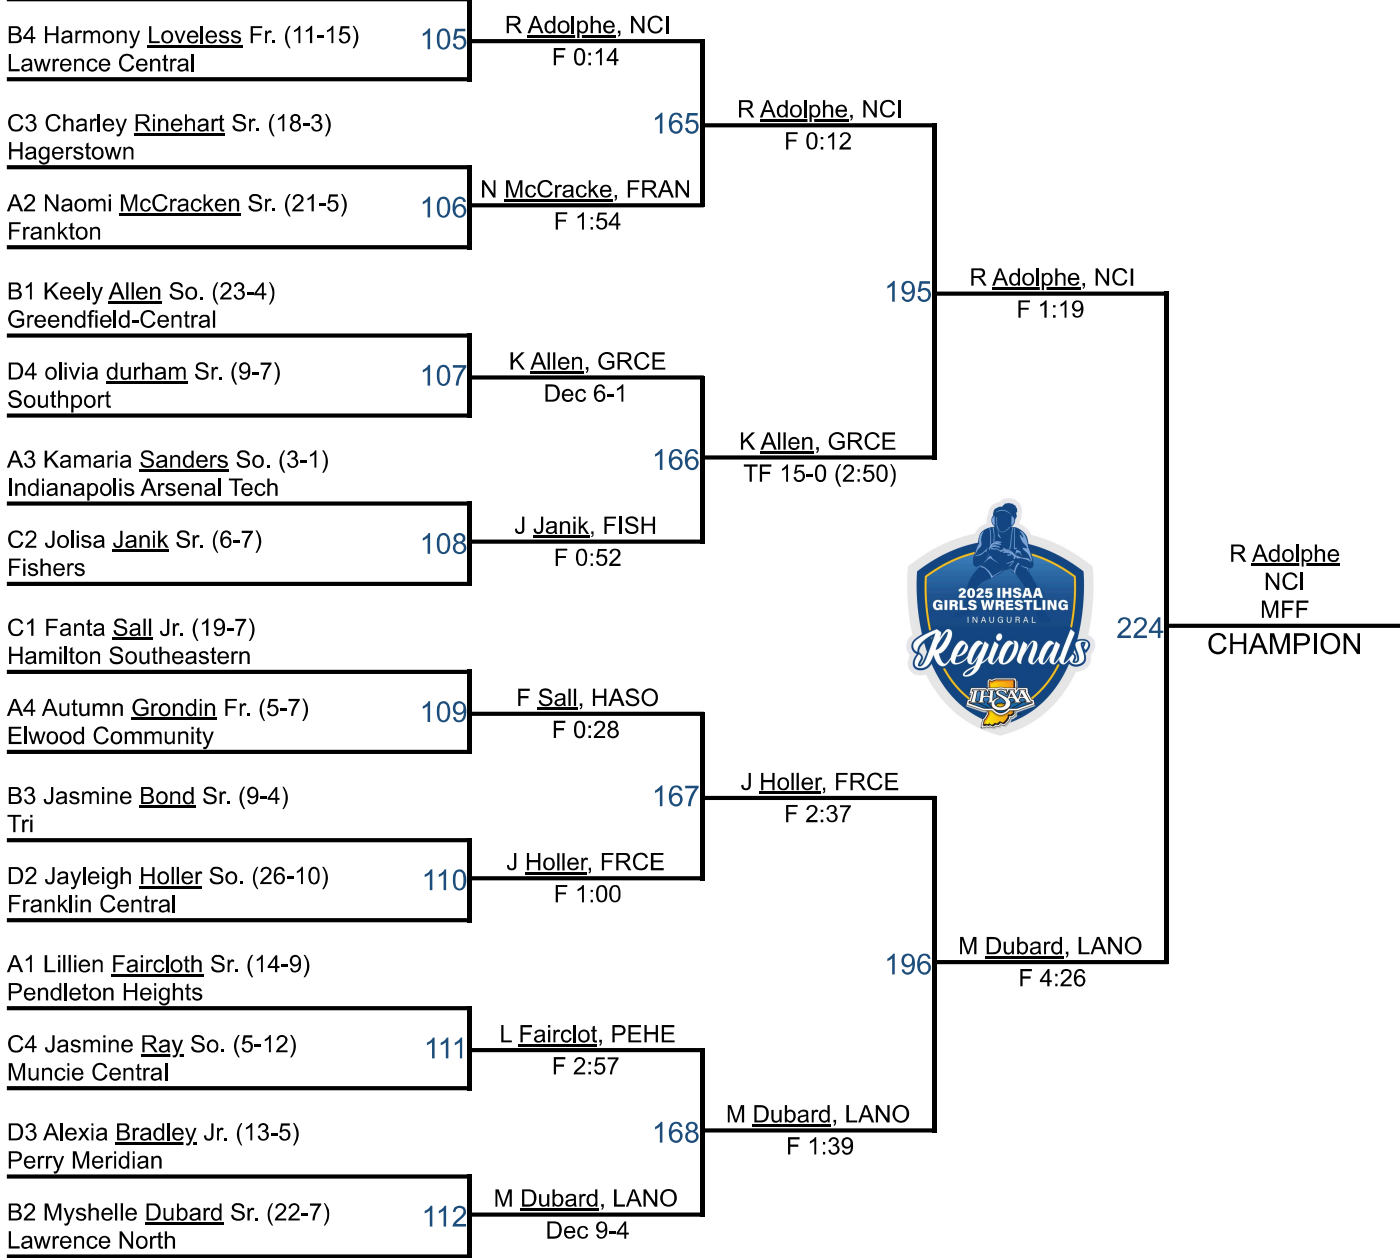 B4 Harmony Loveless Fr. (11-15)
Lawrence Central
105
R Adolphe, NCI
F 0:14
C3 Charley Rinehart Sr. (18-3)
Hagerstown
165
R Adolphe, NCI
F 0:12
A2 Naomi McCracken Sr. (21-5)
Frankton
106
N McCracke, FRAN
F 1:54
B1 Keely Allen So. (23-4)
Greendfield-Central
195
R Adolphe, NCI
F 1:19
D4 olivia durham Sr. (9-7)
Southport
107
K Allen, GRCE
Dec 6-1
A3 Kamaria Sanders So. (3-1)
Indianapolis Arsenal Tech
166
K Allen, GRCE
TF 15-0 (2:50)
C2 Jolisa Janik Sr. (6-7)
Fishers
108
J Janik, FISH
F 0:52
2025 IHSAA
GIRLS WRESTLING
INAUGURAL
Regionals
IHSAA
224
R Adolphe
NCI
MFF
CHAMPION
C1 Fanta Sall Jr. (19-7)
Hamilton Southeastern
A4 Autumn Grondin Fr. (5-7)
Elwood Community
109
F Sall, HASO
F 0:28
B3 Jasmine Bond Sr. (9-4)
Tri
167
J Holler, FRCE
F 2:37
D2 Jayleigh Holler So. (26-10)
Franklin Central
110
J Holler, FRCE
F 1:00
A1 Lillien Faircloth Sr. (14-9)
Pendleton Heights
196
M Dubard, LANO
F 4:26
C4 Jasmine Ray So. (5-12)
Muncie Central
111
L Fairclot, PEHE
F 2:57
D3 Alexia Bradley Jr. (13-5)
Perry Meridian
168
M Dubard, LANO
F 1:39
B2 Myshelle Dubard Sr. (22-7)
Lawrence North
112
M Dubard, LANO
Dec 9-4